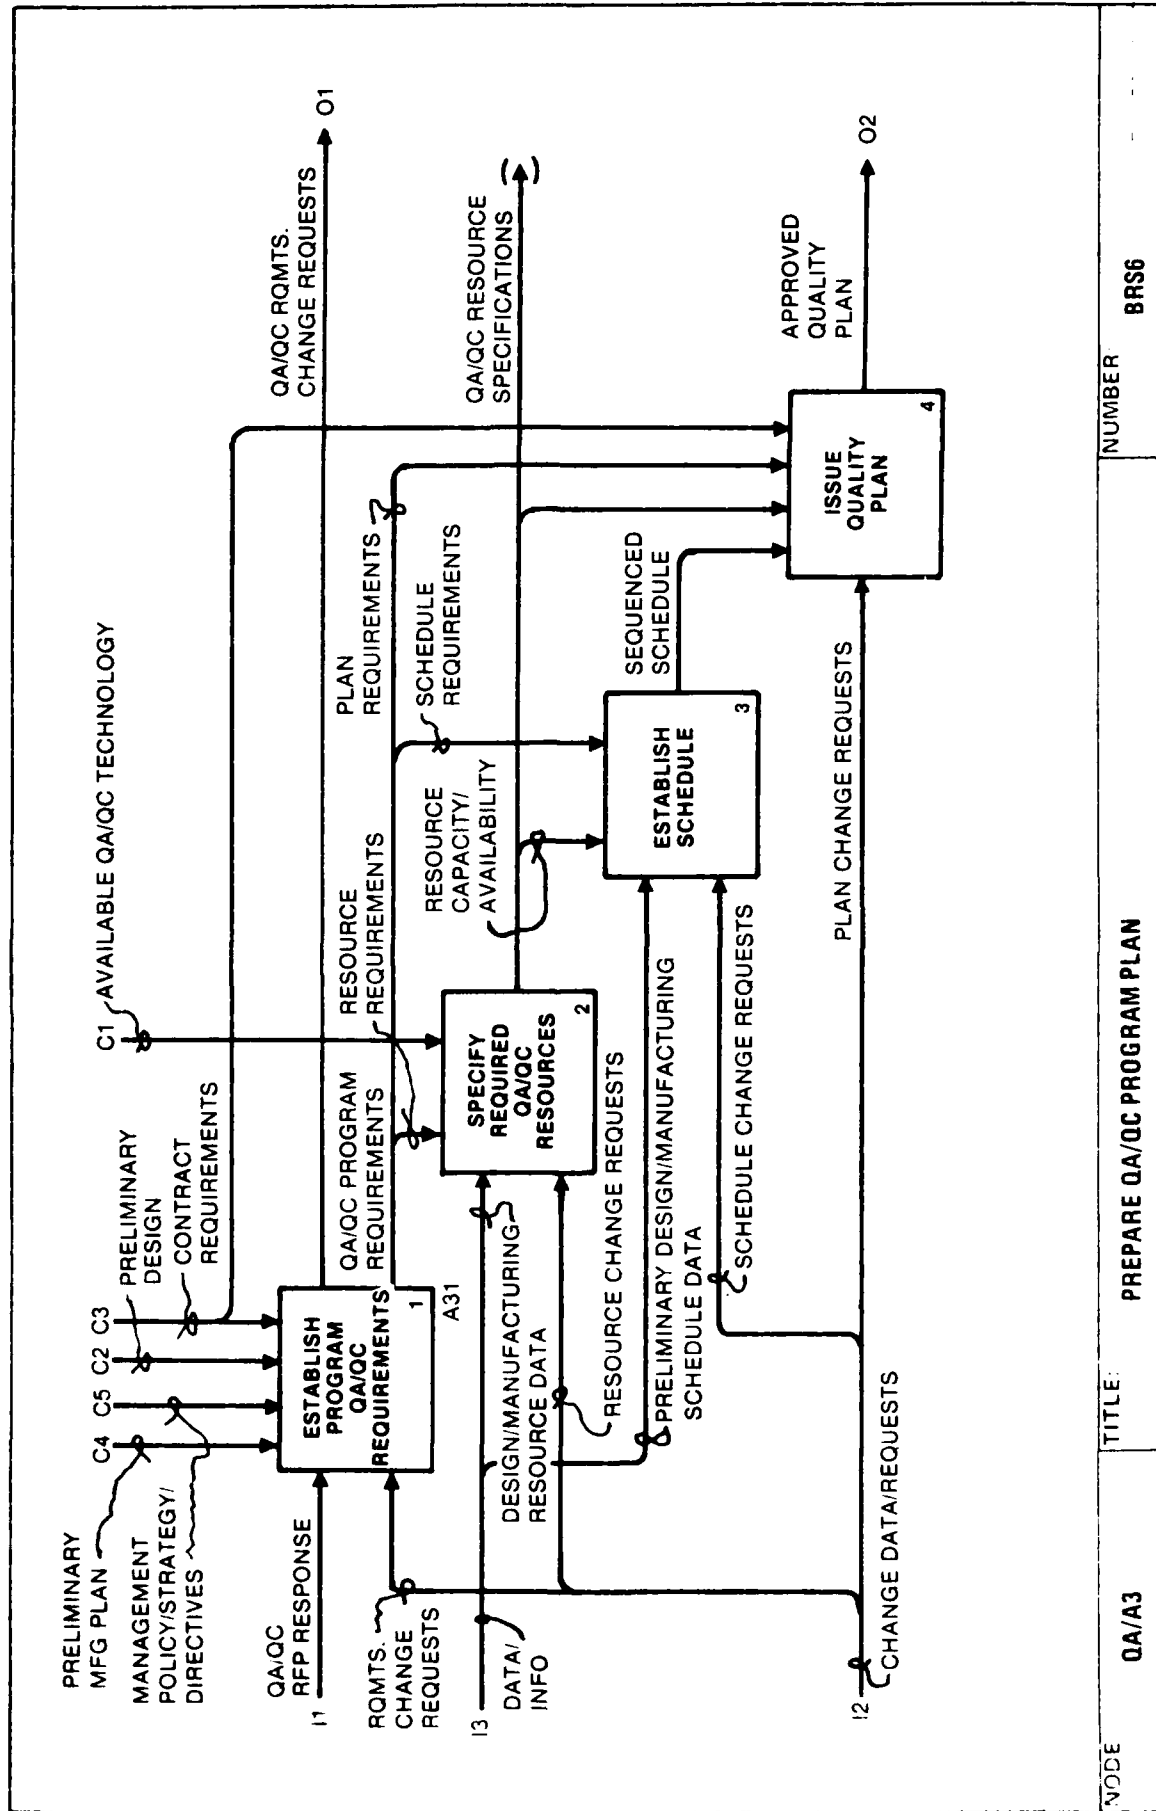 C4
C5
C2
C3
C1
PRELIMINARY
MFG PLAN
MANAGEMENT
POLICY/STRATEGY/
DIRECTIVES
PRELIMINARY
DESIGN
CONTRACT
REQUIREMENTS
AVAILABLE QA/QC TECHNOLOGY
QA/QC
RFP RESPONSE
I1
ESTABLISH
PROGRAM
QA/QC
REQUIREMENTS
1
A31
QA/QC RQMTS.
CHANGE REQUESTS
O1
RQMTS.
CHANGE
REQUESTS
QA/QC PROGRAM
REQUIREMENTS
RESOURCE
REQUIREMENTS
PLAN
REQUIREMENTS
SCHEDULE
REQUIREMENTS
I3
DATA/
INFO
DESIGN/MANUFACTURING
RESOURCE DATA
SPECIFY
REQUIRED
QA/QC
RESOURCES
2
RESOURCE
CAPACITY/
AVAILABILITY
QA/QC RESOURCE
SPECIFICATIONS
( )
RESOURCE CHANGE REQUESTS
PRELIMINARY DESIGN/MANUFACTURING
SCHEDULE DATA
SCHEDULE CHANGE REQUESTS
ESTABLISH
SCHEDULE
3
SEQUENCED
SCHEDULE
ISSUE
QUALITY
PLAN
4
APPROVED
QUALITY
PLAN
O2
PLAN CHANGE REQUESTS
I2
CHANGE DATA/REQUESTS
NODE
QA/A3
TITLE:
PREPARE QA/QC PROGRAM PLAN
NUMBER
BRS6